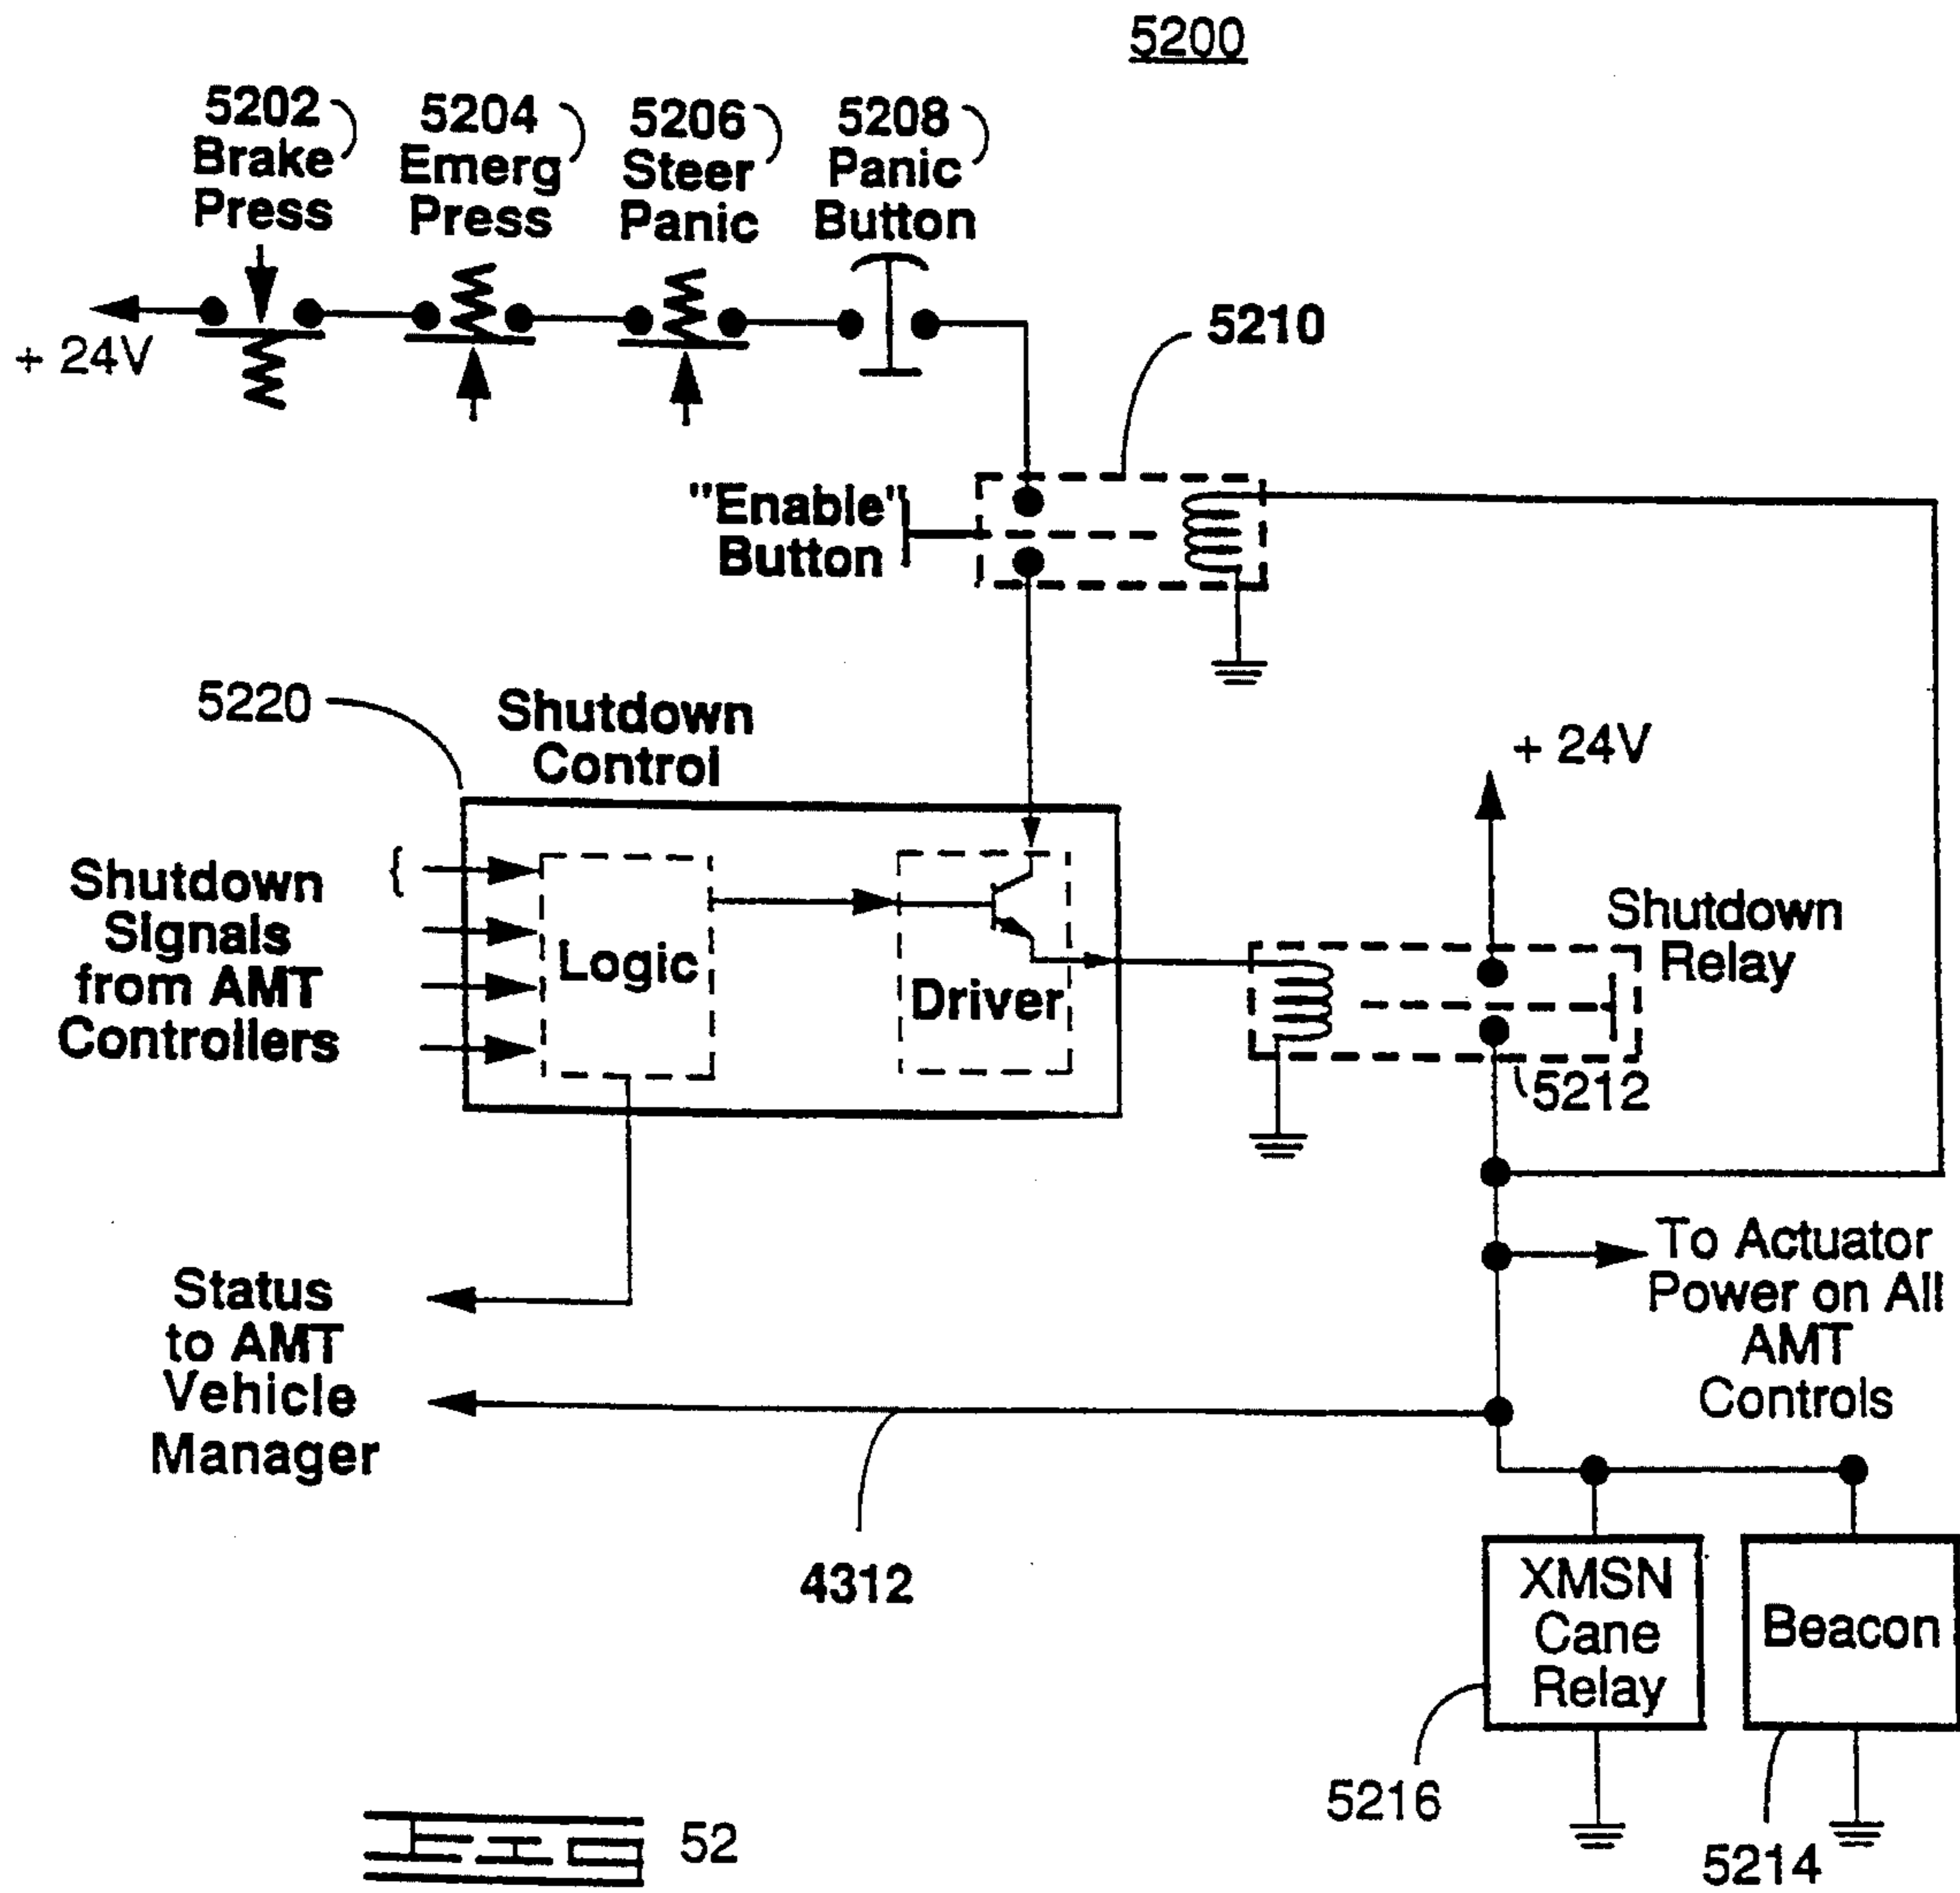 5200
5202
Brake
Press
5204
Emerg
Press
5206
Steer
Panic
5208
Panic
Button
+ 24V
5210
"Enable"
Button
5220
Shutdown
Control
+ 24V
Shutdown
Signals
from AMT
Controllers
{
Logic
Driver
Shutdown
Relay
5212
Status
to AMT
Vehicle
Manager
To Actuator
Power on All
AMT
Controls
4312
XMSN
Cane
Relay
Beacon
5216
5214
FIG 52